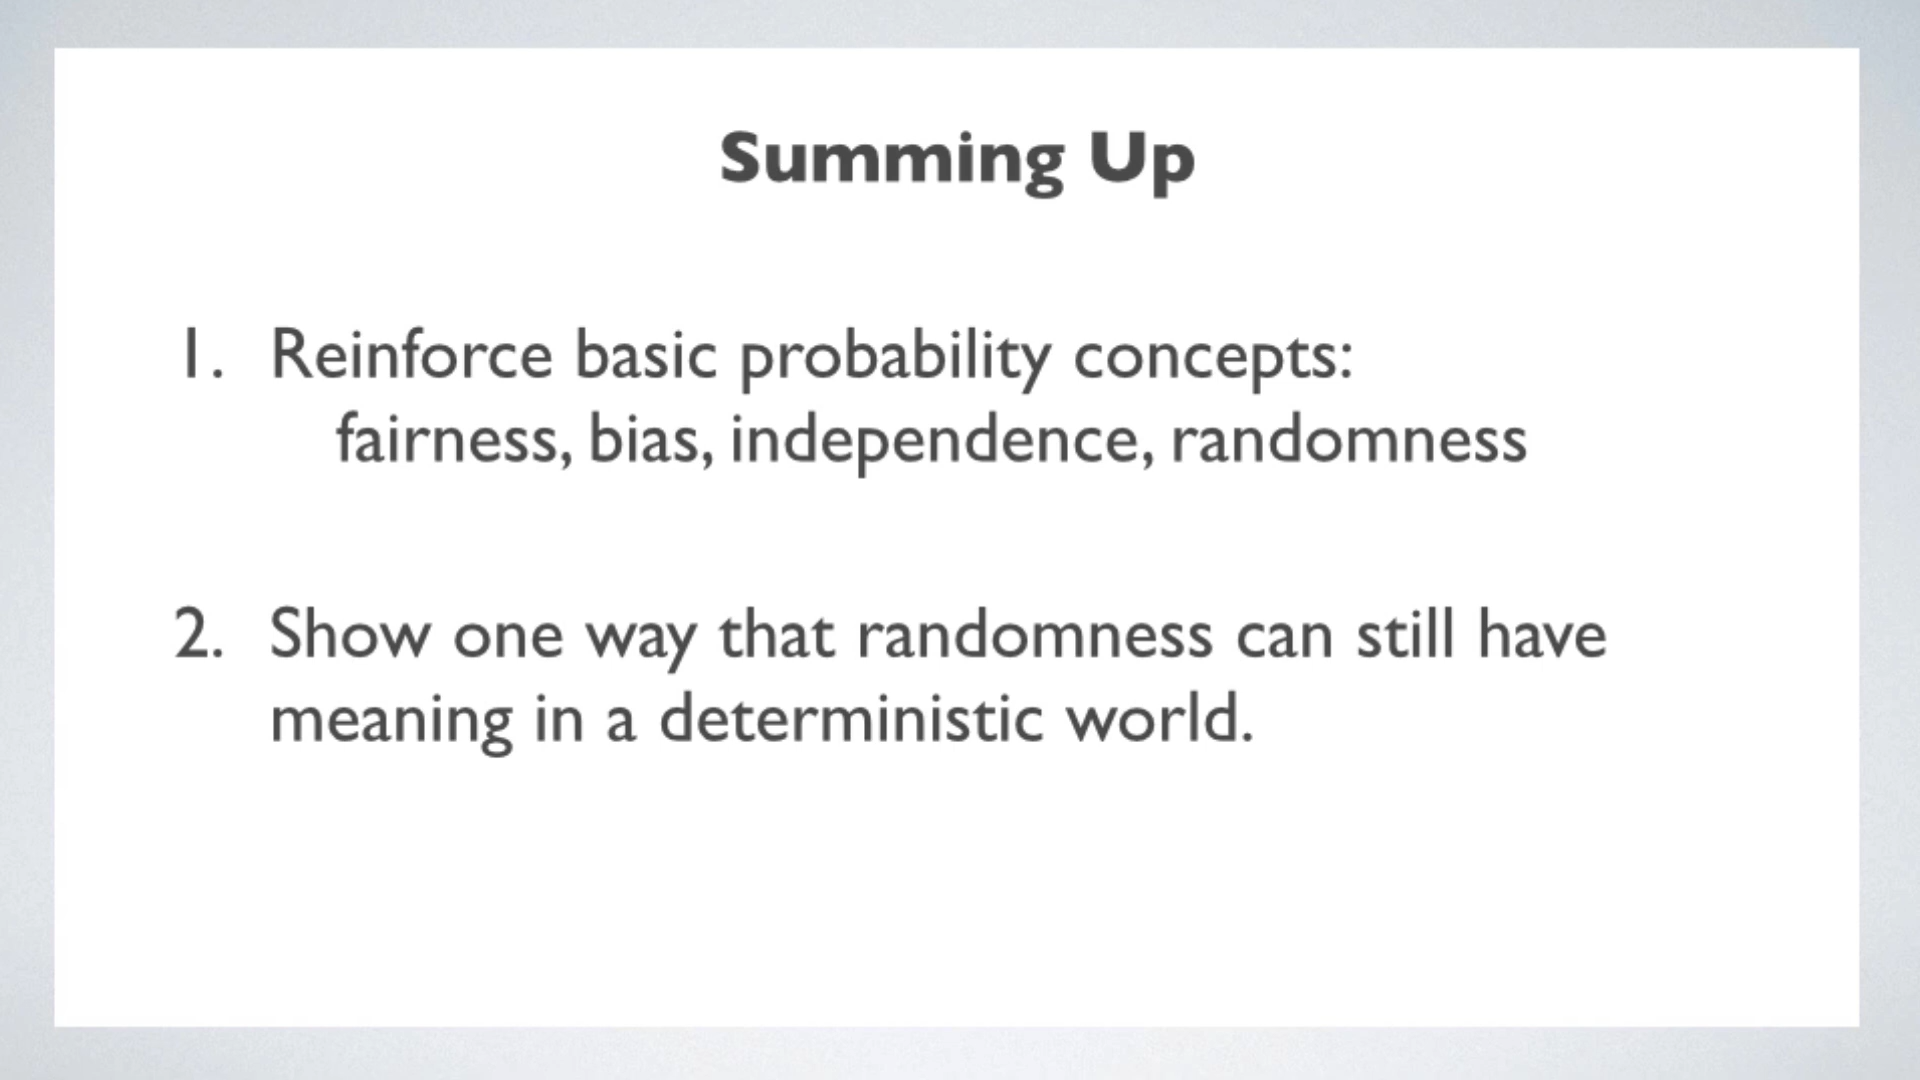 Summing Up
1. Reinforce basic probability concepts:
fairness, bias, independence, randomness
2. Show one way that randomness can still have
meaning in a deterministic world.